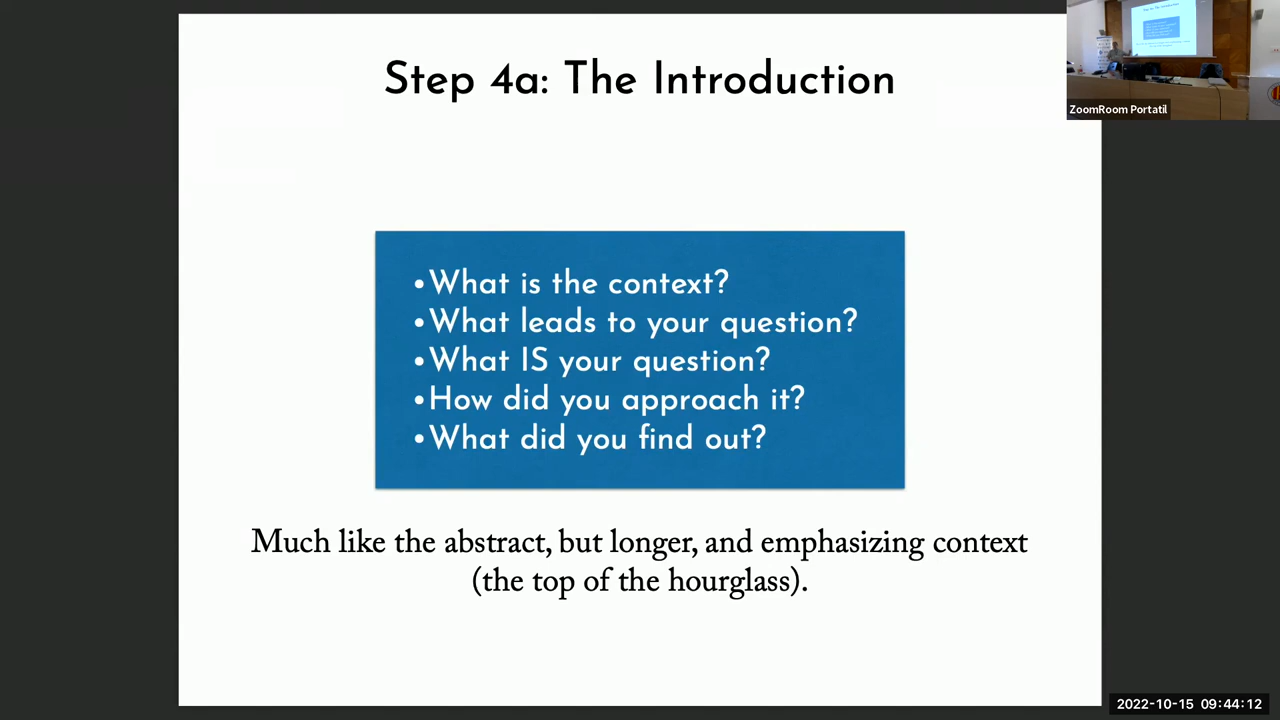 Step 4a: The Introduction
•What is the context?
•What leads to your question?
•What IS your question?
•How did you approach it?
•What did you find out?
Much like the abstract, but longer, and emphasizing context
(the top of the hourglass).
ZoomRoom Portatil
2022-10-15 09:44:12